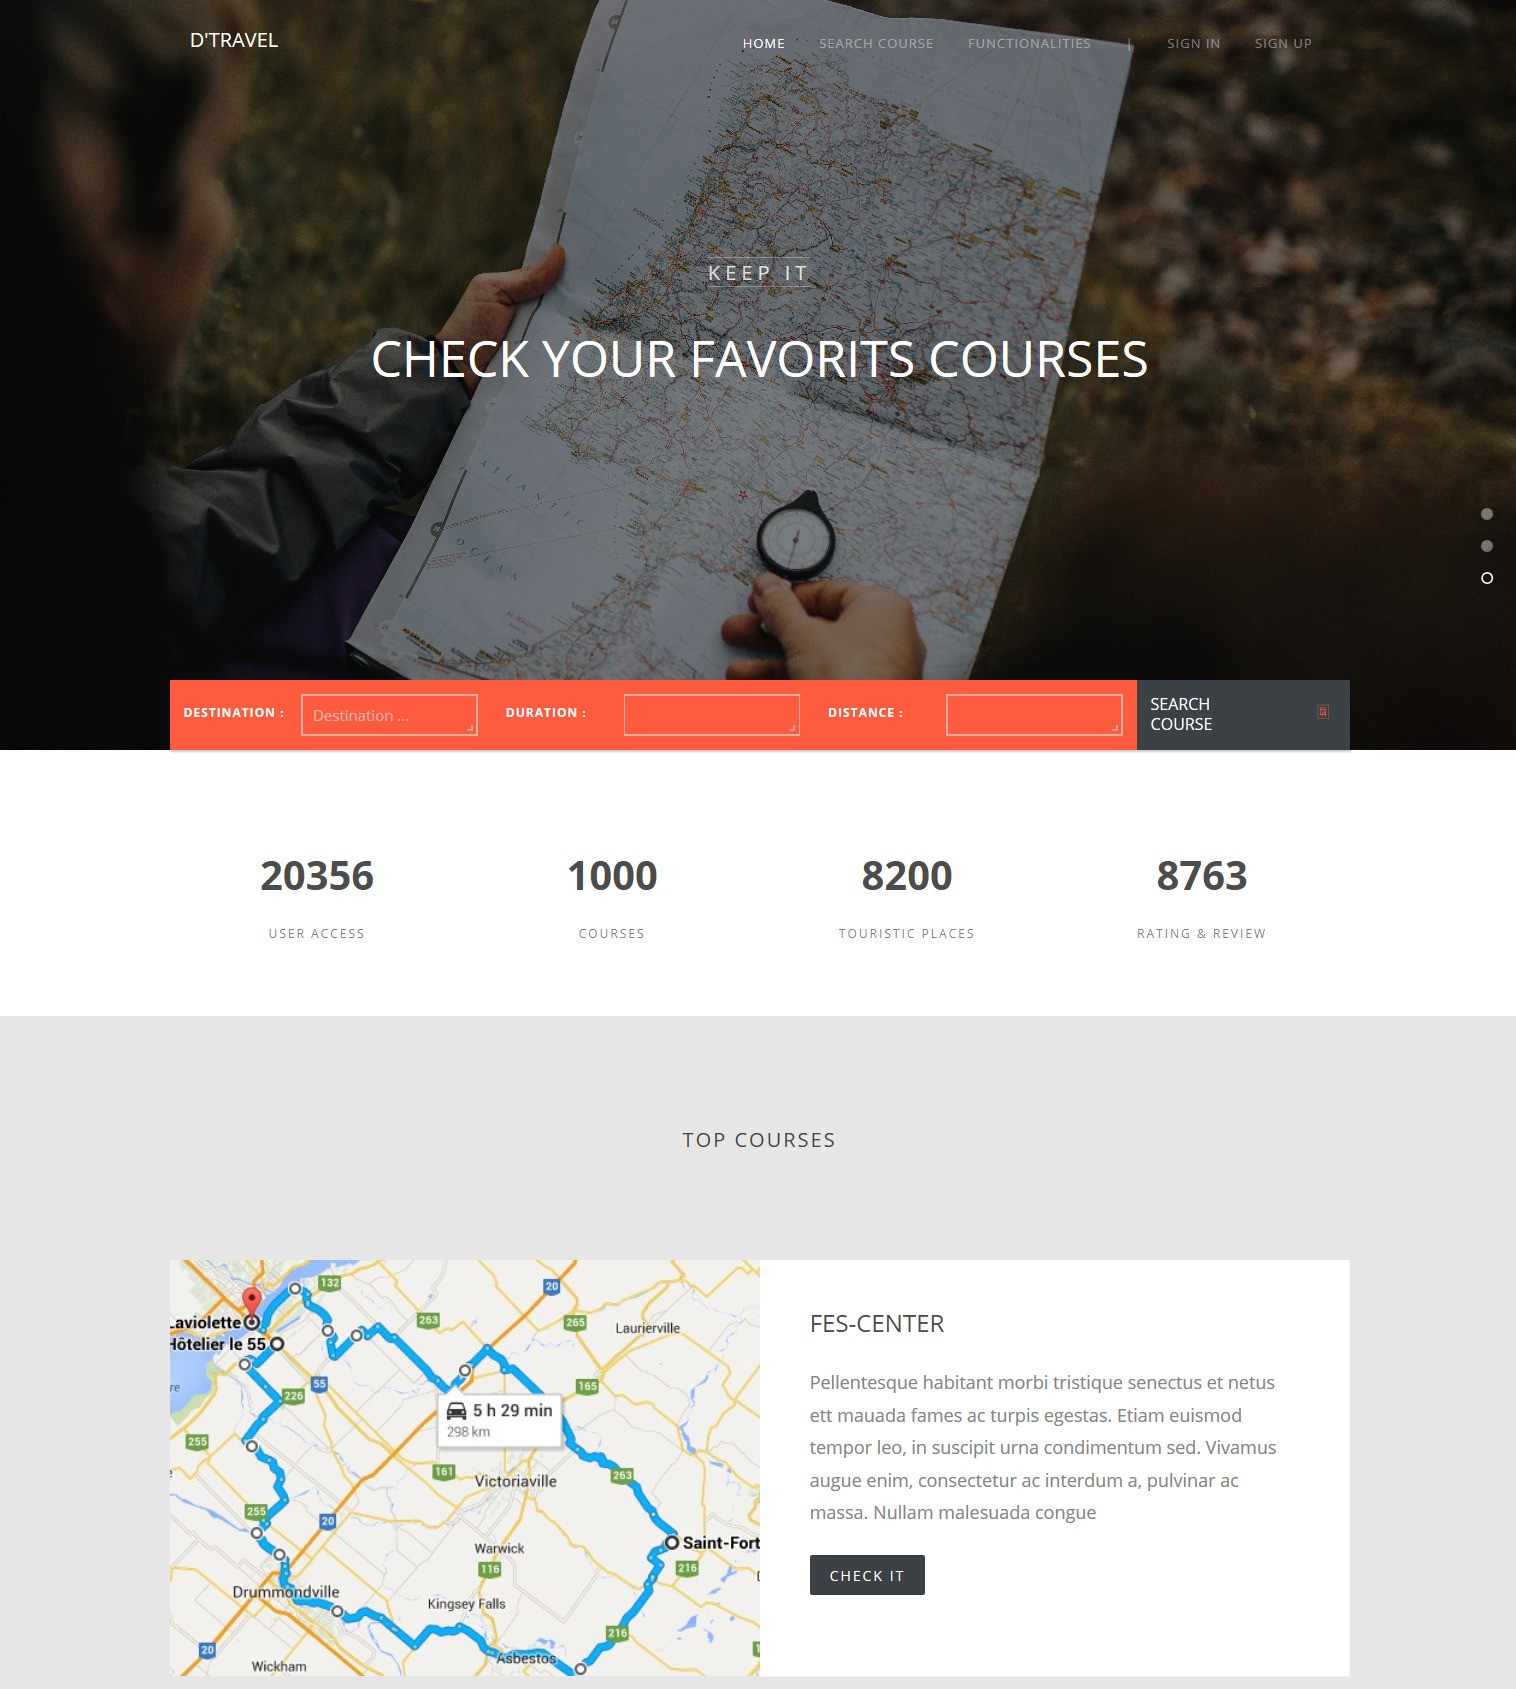 D'TRAVEL
HOME SEARCH COURSE FUNCTIONALITIES | SIGN IN SIGN UP
PORTUGAL
KEEP IT
CHECK YOUR FAVORITS COURSES
ATLANTIC
OCEAN
DESTINATION : Destination ... DURATION : DISTANCE : SEARCH
COURSE
20356 1000 8200 8763
USER ACCESS COURSES TOURISTIC PLACES RATING & REVIEW
TOP COURSES
132
20
Laviolette
263
265
Laurierville
Hôtelier le 55
55
226
165
5 h 29 min
298 km
255
161
Victoriaville
263
255
20
Warwick
Saint-Fort
116
216
Drummondville
Kingsey Falls
216
20
Asbestos
Wickham
FES-CENTER
Pellentesque habitant morbi tristique senectus et netus
ett mauada fames ac turpis egestas. Etiam euismod
tempor leo, in suscipit urna condimentum sed. Vivamus
augue enim, consectetur ac interdum a, pulvinar ac
massa. Nullam malesuada congue
CHECK IT